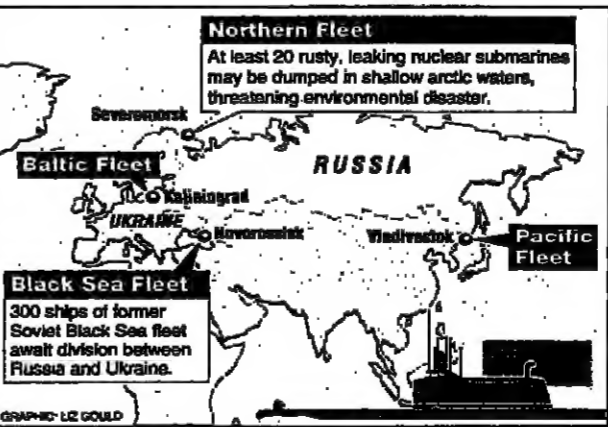 Northern Fleet
At least 20 rusty, leaking nuclear submarines
may be dumped in shallow arctic waters,
threatening environmental disaster.
Severomorsk
Baltic Fleet
Kaliningrad
RUSSIA
UKRAINE
Novorossisk
Vladivostok
Pacific
Fleet
Black Sea Fleet
300 ships of former
Soviet Black Sea fleet
await division between
Russia and Ukraine.
GRAPHIC: LIZ GOULD